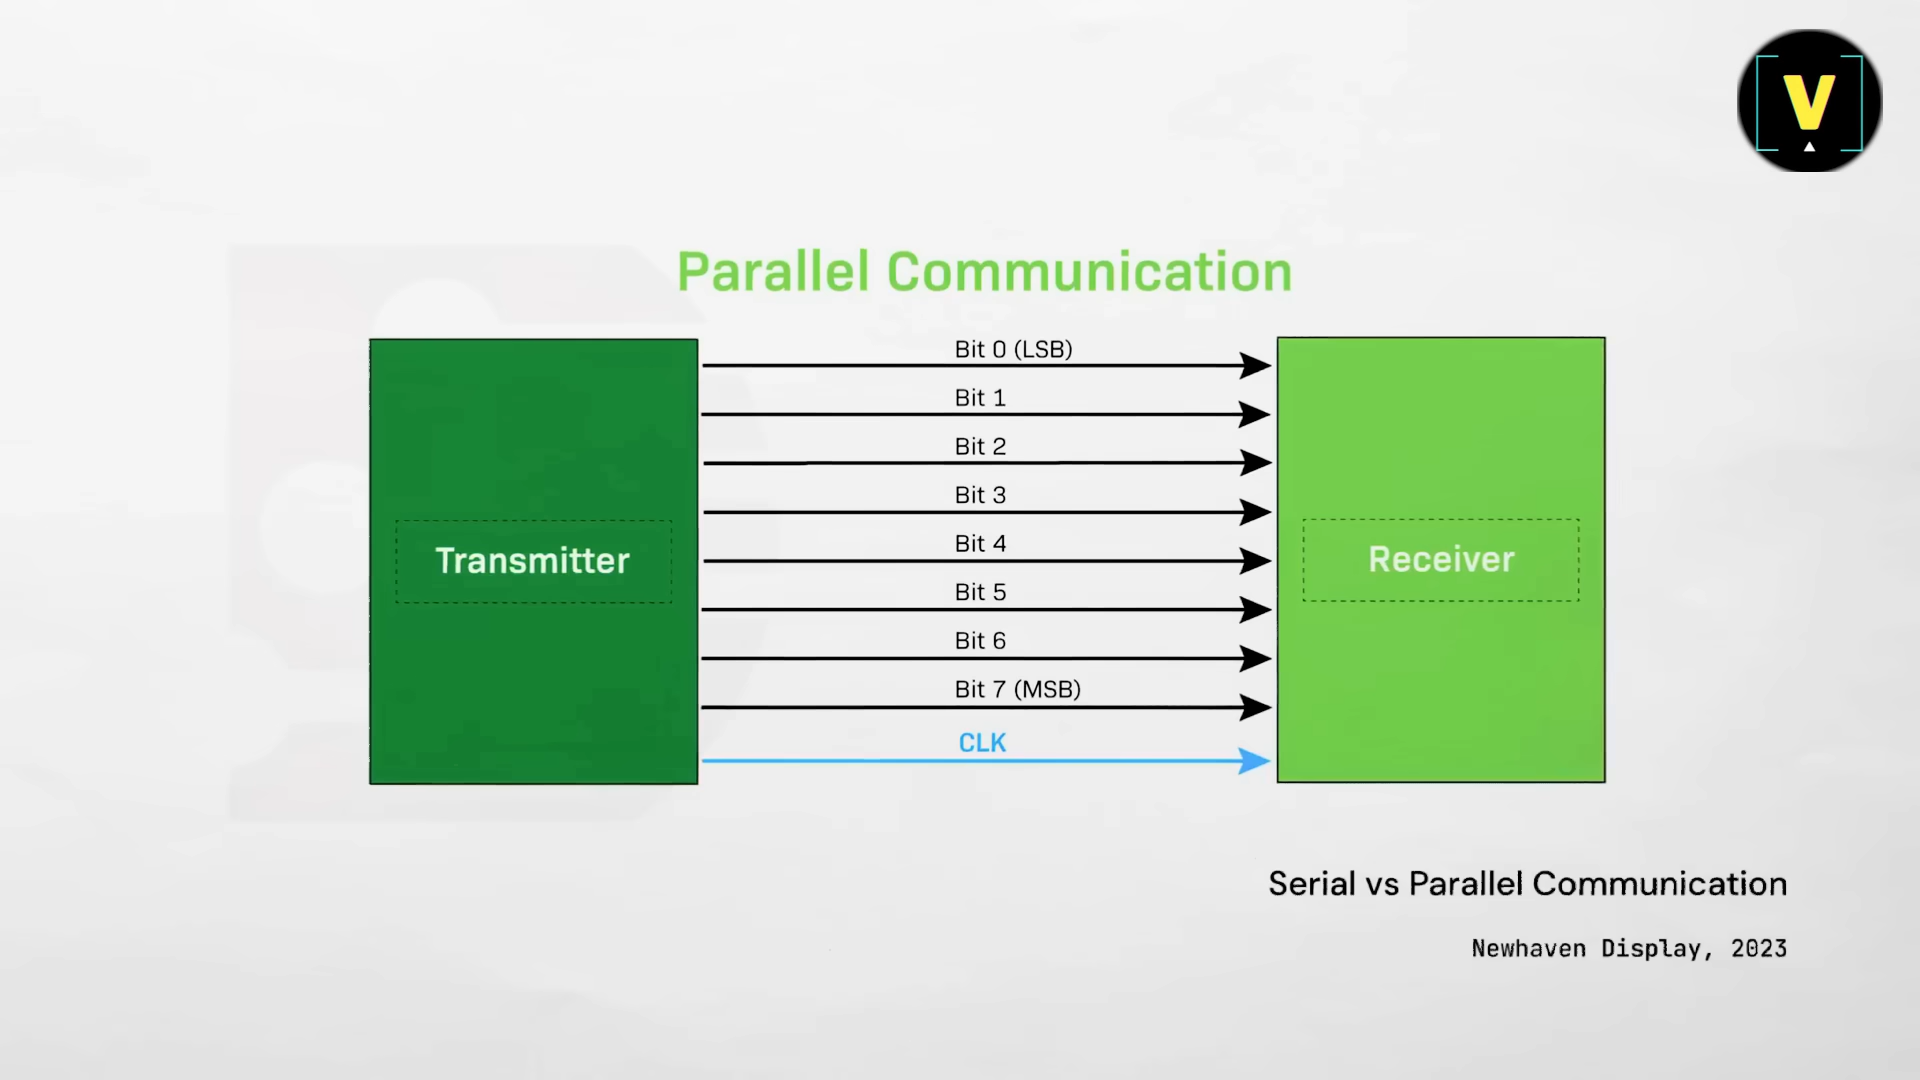 V
Parallel Communication
Bit 0 (LSB)
Bit 1
Bit 2
Bit 3
Bit 4
Bit 5
Bit 6
Bit 7 (MSB)
CLK
Transmitter
Receiver
Serial vs Parallel Communication
Newhaven Display, 2023